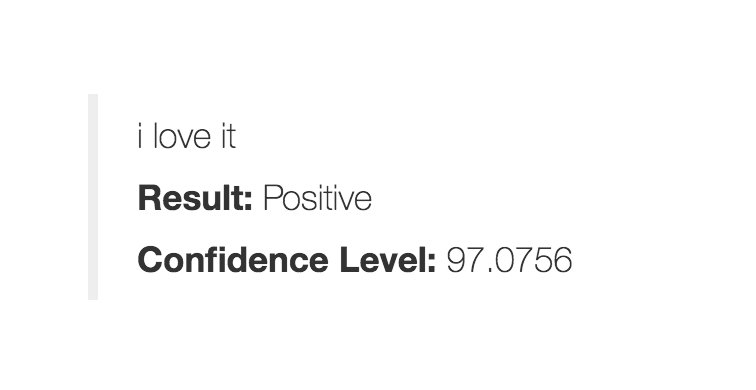 i love it
Result: Positive
Confidence Level: 97.0756